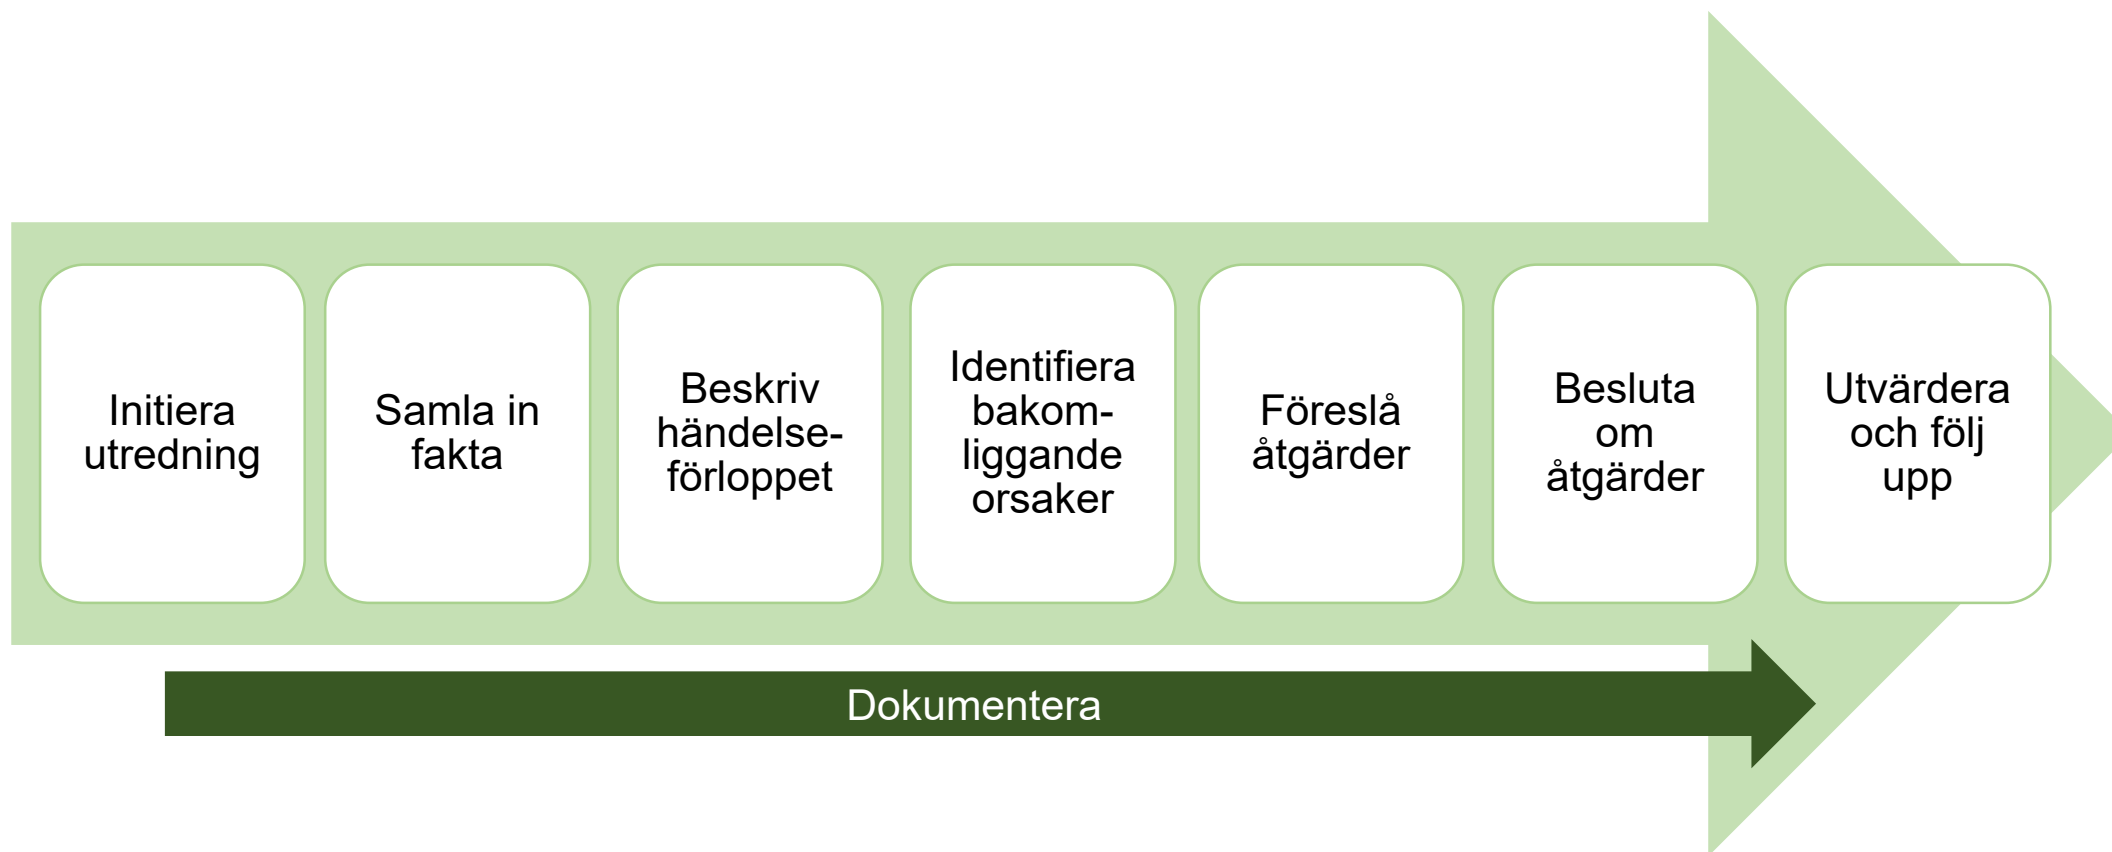 Initiera
utredning
Samla in
fakta
Beskriv
händelse-
förloppet
Identifiera
bakom-
liggande
orsaker
Föreslå
åtgärder
Besluta
om
åtgärder
Utvärdera
och följ
upp
Dokumentera